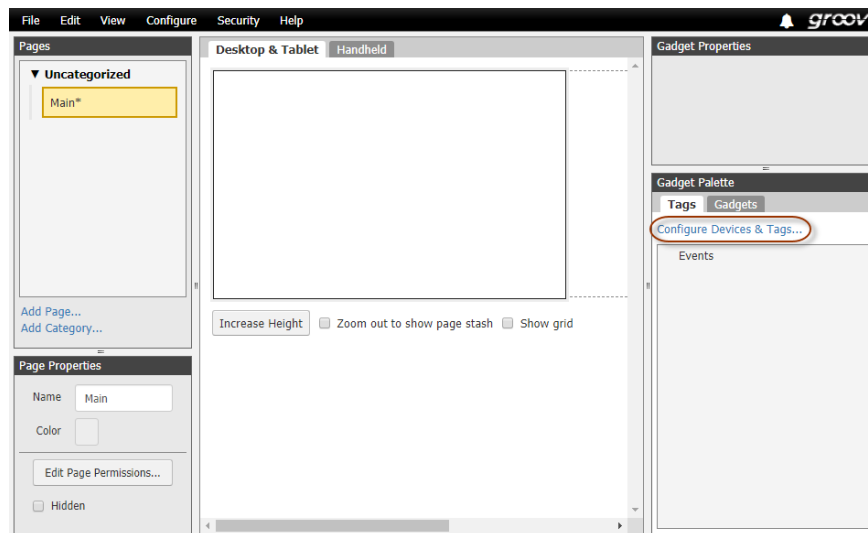 File Edit View Configure Security Help
groov
Pages
▼ Uncategorized
Main*
Add Page...
Add Category...
Page Properties
Name Main
Color
Edit Page Permissions...
Hidden
Desktop & Tablet Handheld
Increase Height Zoom out to show page stash Show grid
Gadget Properties
Gadget Palette
Tags Gadgets
Configure Devices & Tags...
Events